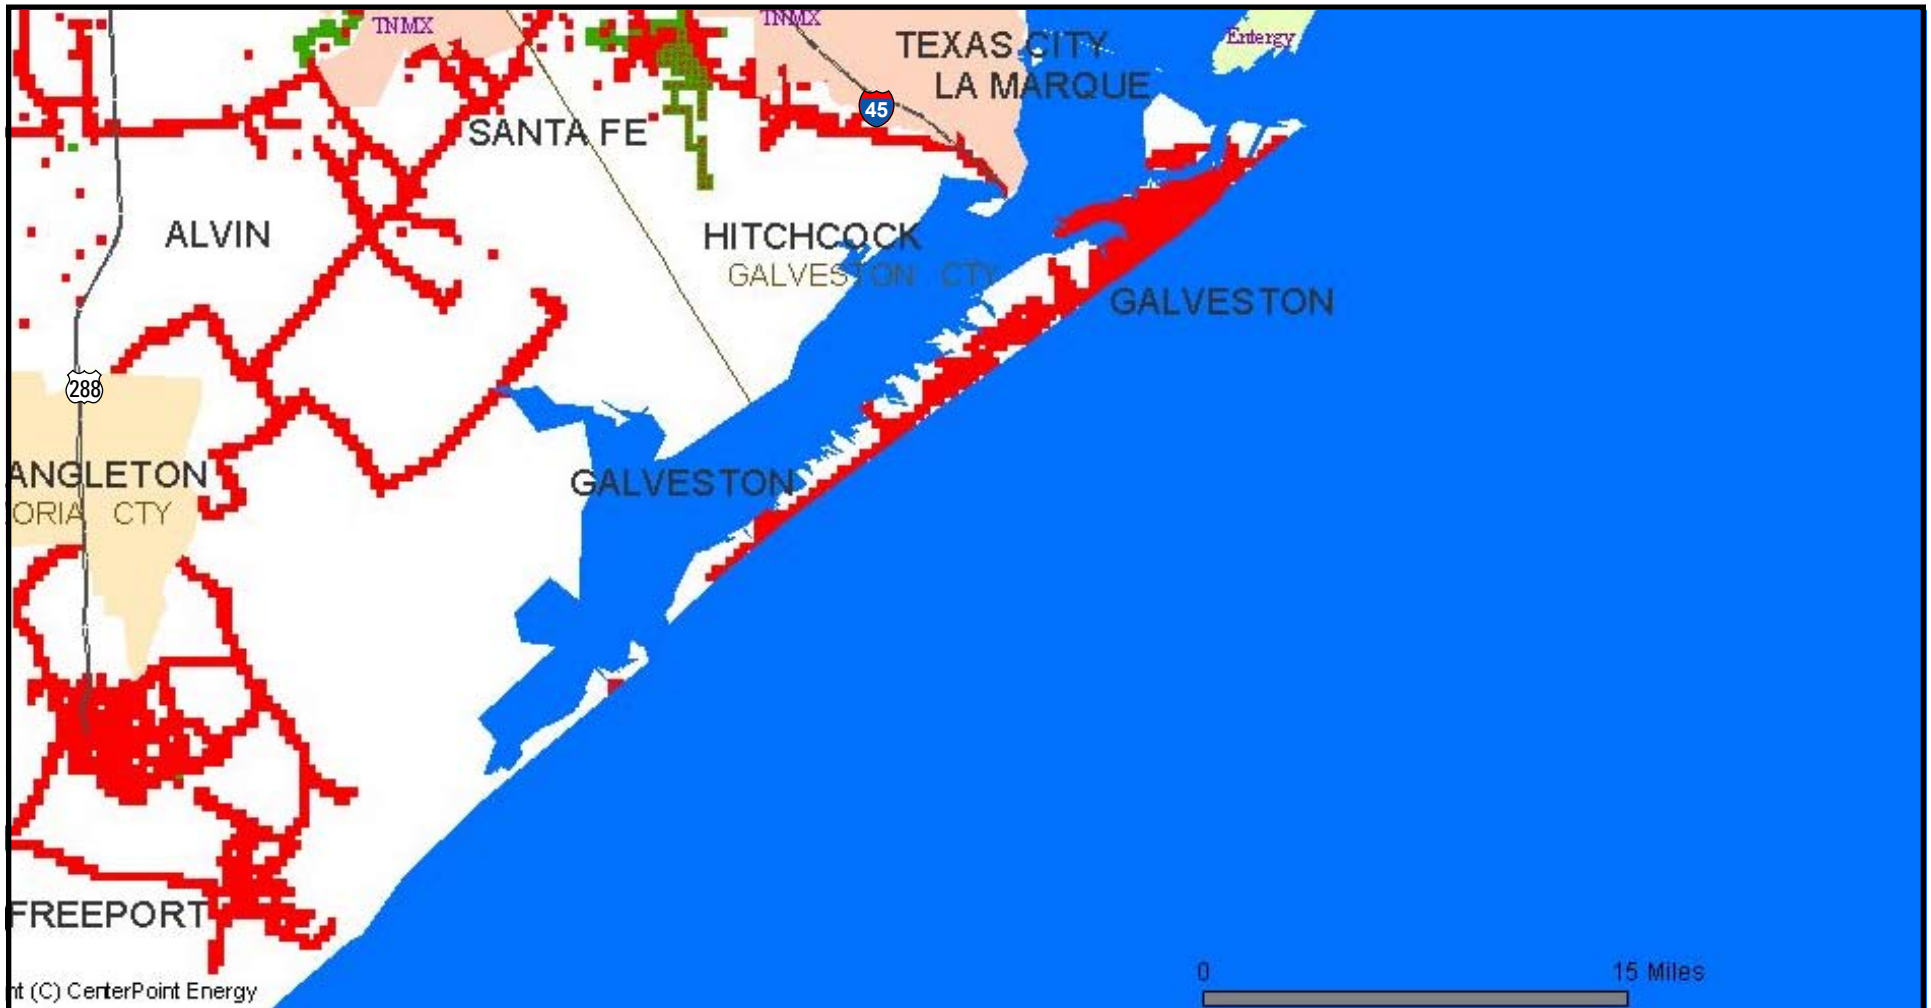 TNMX
TNMX
Entergy
TEXAS CITY
LA MARQUE
45
SANTA FE
ALVIN
HITCHCOCK
GALVESTON CTY
GALVESTON
288
ANGLETON
ORIA CTY
GALVESTON
FREEPORT
0 15 Miles
nt (C) CenterPoint Energy